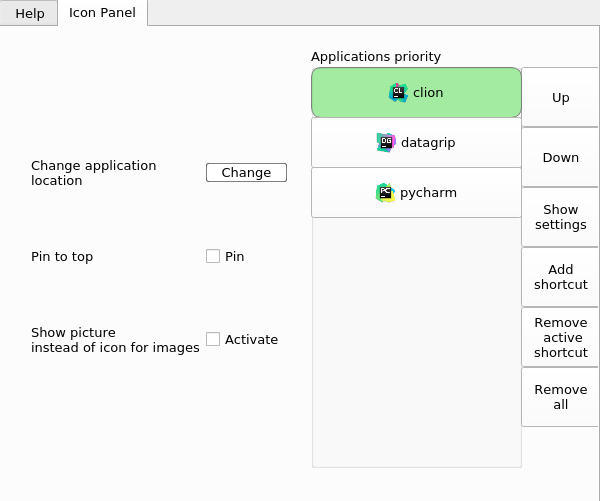 Help
Icon Panel
Applications priority
CL
clion
DG
datagrip
PC
pycharm
Up
Down
Show
settings
Add
shortcut
Remove
active
shortcut
Remove
all
Change application
location
Change
Pin to top
Pin
Show picture
instead of icon for images
Activate